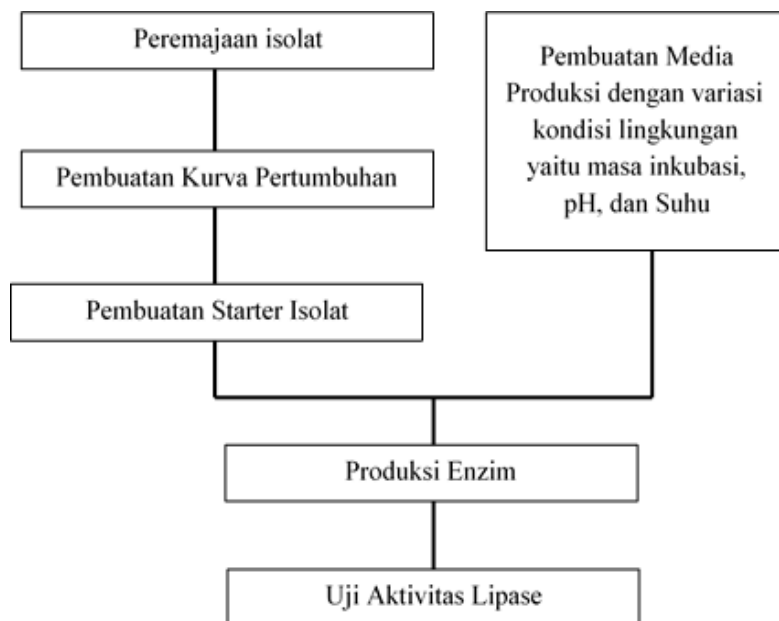 Peremajaan isolat
Pembuatan Kurva Pertumbuhan
Pembuatan Starter Isolat
Pembuatan Media
Produksi dengan variasi
kondisi lingkungan
yaitu masa inkubasi,
pH, dan Suhu
Produksi Enzim
Uji Aktivitas Lipase